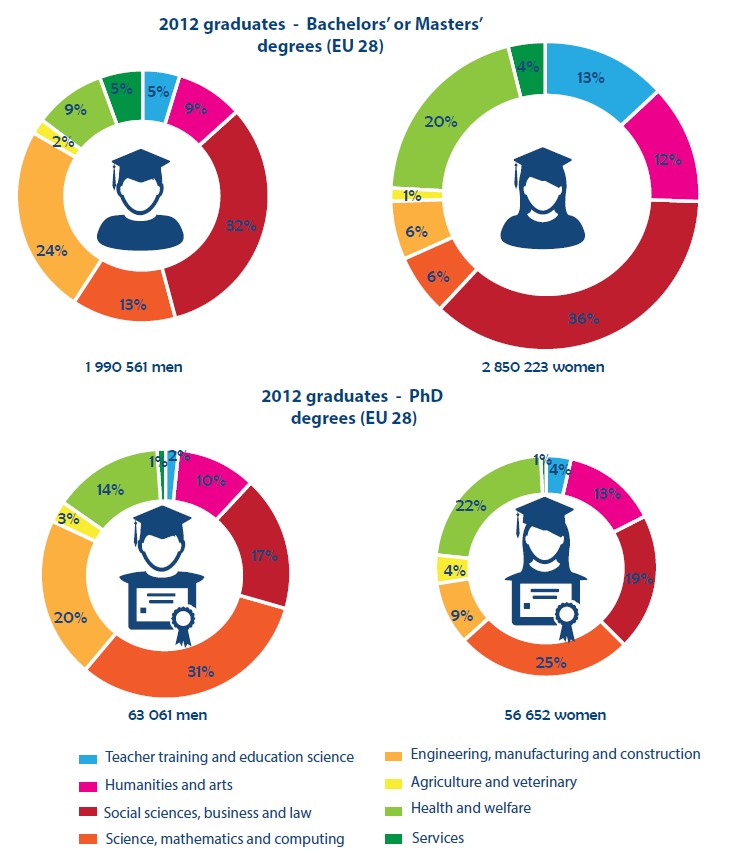 2012 graduates - Bachelors' or Masters'
degrees (EU 28)
5%
9%
32%
13%
24%
2%
9%
5%
1 990 561 men
13%
12%
36%
6%
6%
1%
20%
4%
2 850 223 women
2012 graduates - PhD
degrees (EU 28)
2%
10%
17%
31%
20%
3%
14%
1%
63 061 men
4%
13%
19%
25%
9%
4%
22%
1%
56 652 women
Teacher training and education science
Humanities and arts
Social sciences, business and law
Science, mathematics and computing
Engineering, manufacturing and construction
Agriculture and veterinary
Health and welfare
Services